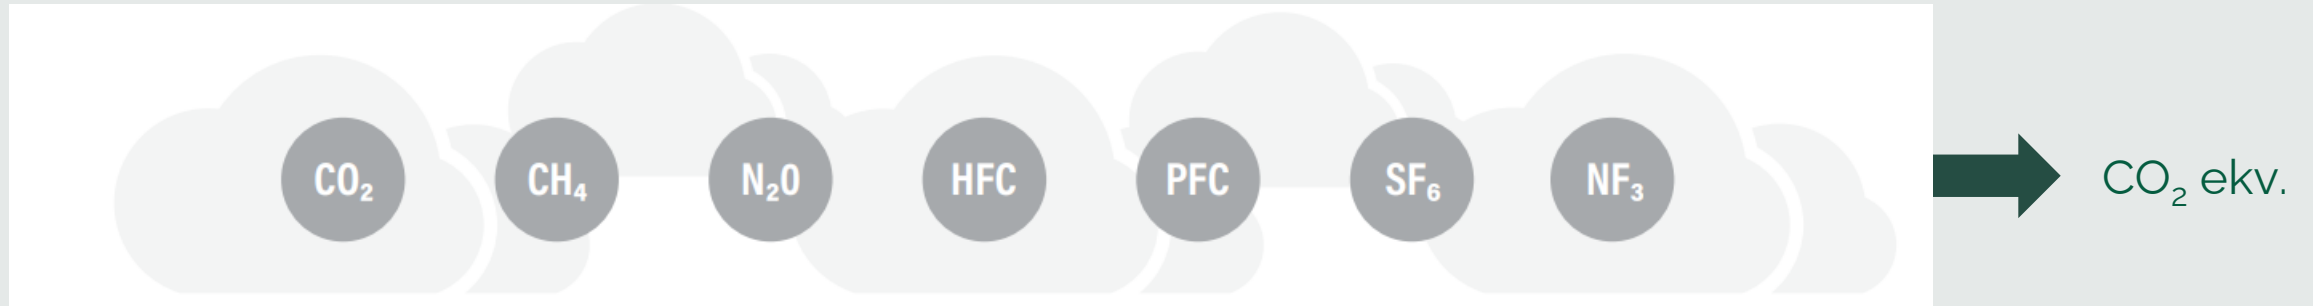 CO₂ CH₄ N₂O HFC PFC SF₆ NF₃ CO₂ ekv.